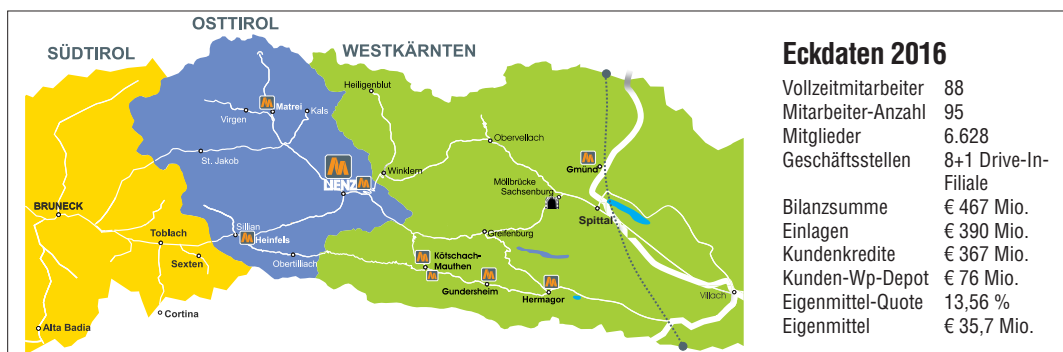 OSTTIROL
SÜDTIROL
WESTKÄRNTEN
Heiligenblut
Matrei
Virgen
Kals
Obervellach
St. Jakob
Winklern
Gmünd
LIENZ
Möllbrücke
Sachsenburg
BRUNECK
Spittal
Sillian
Toblach
Heinfels
Greifenburg
Sexten
Obertilliach
Kötschach-
Mauthen
Gundersheim
Hermagor
Villach
Cortina
Alta Badia
Eckdaten 2016
Vollzeitmitarbeiter 88
Mitarbeiter-Anzahl 95
Mitglieder 6.628
Geschäftsstellen 8+1 Drive-In-
Filiale
Bilanzsumme € 467 Mio.
Einlagen € 390 Mio.
Kundenkredite € 367 Mio.
Kunden-Wp-Depot € 76 Mio.
Eigenmittel-Quote 13,56 %
Eigenmittel € 35,7 Mio.